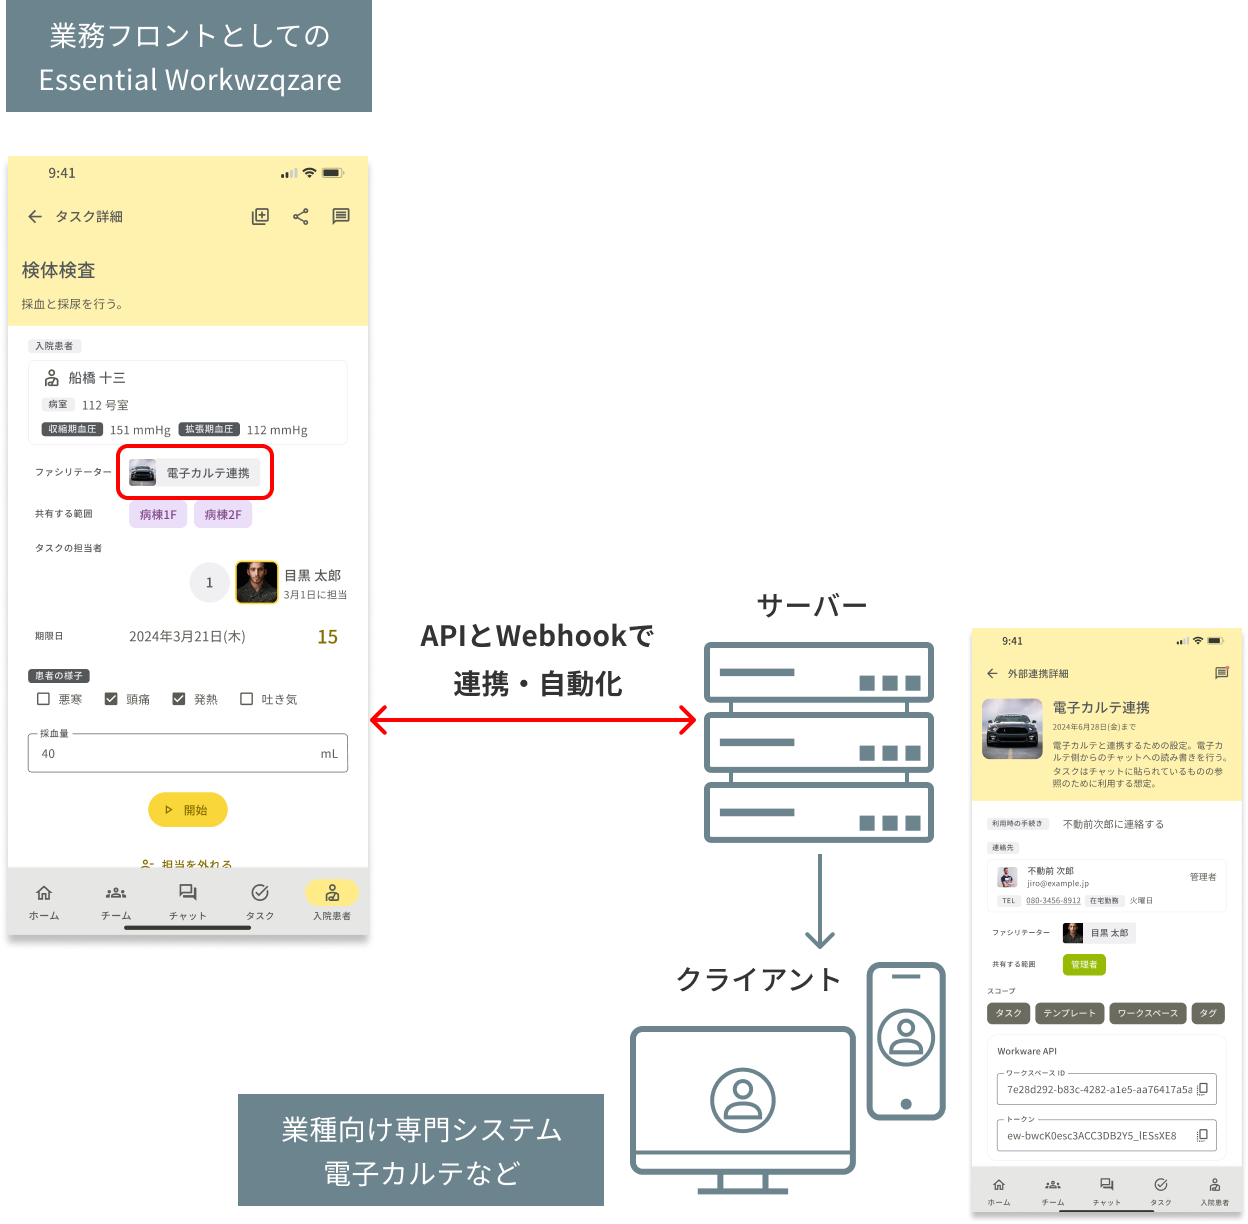 業務フロントとしての
Essential Workwzqzare
9:41
タスク詳細
検体検査
採血と採尿を行う。
入院患者
船橋 十三
病室 112 号室
収縮期血圧 151 mmHg 拡張期血圧 112 mmHg
ファシリテーター 電子カルテ連携
共有する範囲 病棟1F 病棟2F
タスクの担当者
1 目黒 太郎
3月1日に担当
期限日 2024年3月21日(木) 15
患者の様子
悪寒 頭痛 発熱 吐き気
採血量
40 mL
開始
担当を外れる
ホーム チーム チャット タスク 入院患者
APIとWebhookで
連携・自動化
サーバー
クライアント
業種向け専門システム
電子カルテなど
9:41
外部連携詳細
電子カルテ連携
2024年6月28日(金)まで
電子カルテと連携するための設定。電子カ
ルテ側からのチャットへの読み書きを行う。
タスクはチャットに貼られているものの参
照のために利用する想定。
利用時の手続き 不動前次郎に連絡する
連絡先
不動前 次郎
jiro@example.jp
管理者
TEL 080-3456-8912 在宅勤務 火曜日
ファシリテーター 目黒 太郎
共有する範囲 管理者
スコープ
タスク テンプレート ワークスペース タグ
Workware API
ワークスペース ID
7e28d292-b83c-4282-a1e5-aa76417a5a
トークン
ew-bwcK0esc3ACC3DB2Y5_lESsXE8
ホーム チーム チャット タスク 入院患者